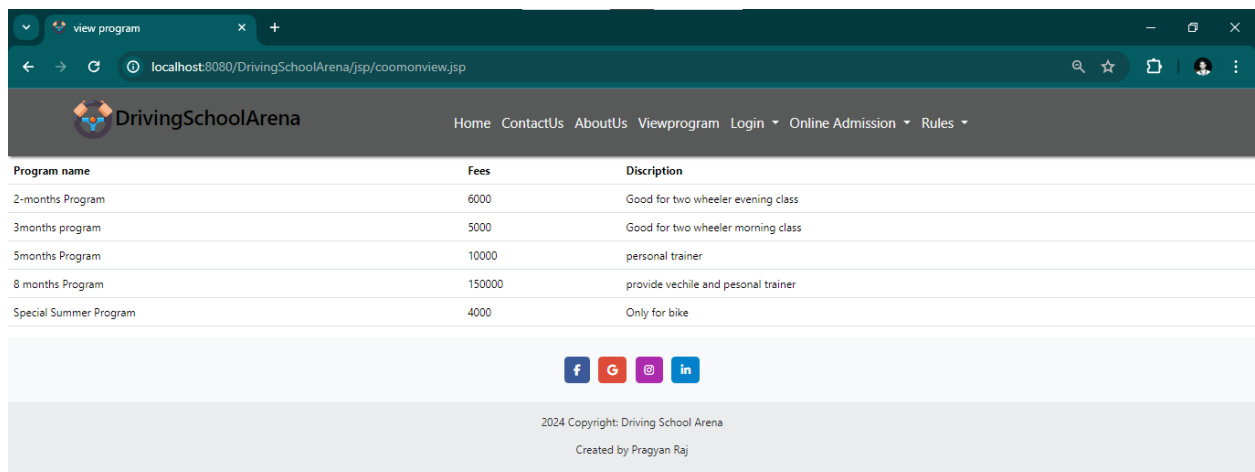 view program
localhost:8080/DrivingSchoolArena/jsp/coomonview.jsp
DrivingSchoolArena
Home ContactUs AboutUs Viewprogram Login Online Admission Rules
Program name Fees Discription
2-months Program 6000 Good for two wheeler evening class
3months program 5000 Good for two wheeler morning class
5months Program 10000 personal trainer
8 months Program 150000 provide vechile and pesonal trainer
Special Summer Program 4000 Only for bike
f G in
2024 Copyright: Driving School Arena
Created by Pragyan Raj